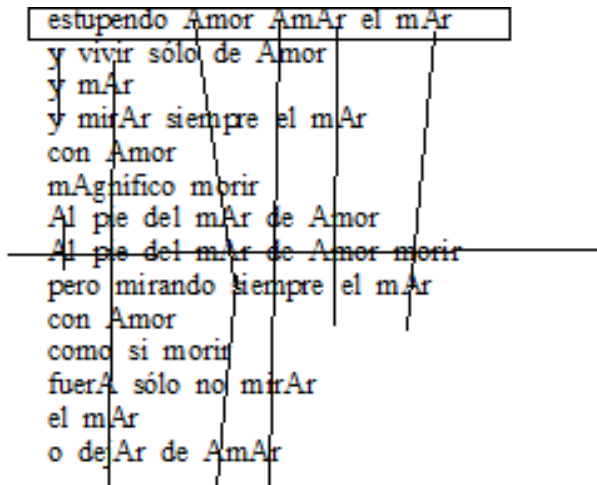 estupendo Amor AmAr el mAr
y vivir sólo de Amor
y mAr
y mirAr siempre el mAr
con Amor
mAgnífico morir
Al pie del mAr de Amor
Al pie del mAr de Amor morir
pero mirando siempre el mAr
con Amor
como si morir
fuerA sólo no mirAr
el mAr
o dejAr de AmAr